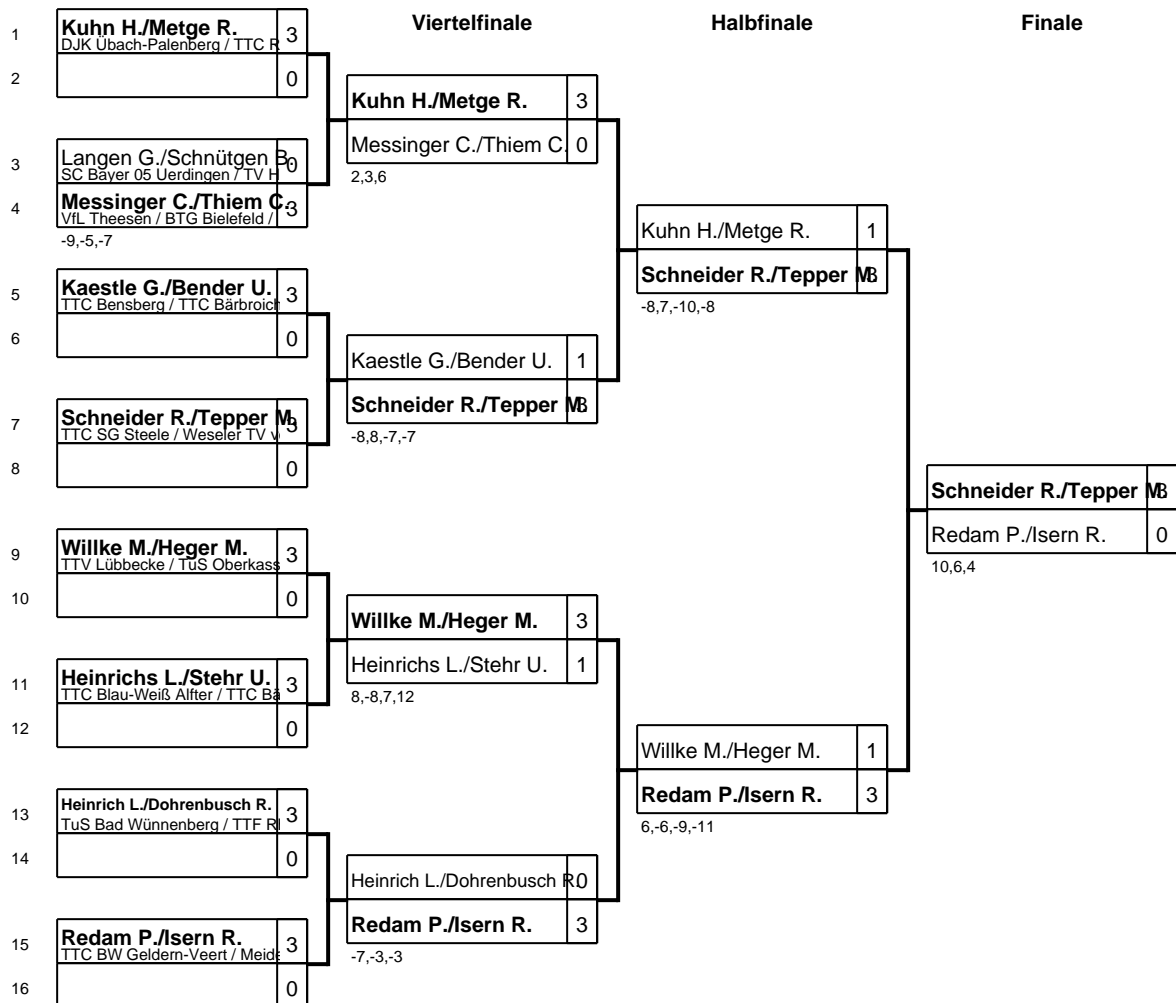 Viertelfinale
Halbfinale
Finale
1
Kuhn H./Metge R.
3
DJK Übach-Palenberg / TTC R
2
0
3
Langen G./Schnütgen B.
0
SC Bayer 05 Uerdingen / TV H
4
Messinger C./Thiem C.
3
VfL Theesen / BTG Bielefeld /
-9,-5,-7
5
Kaestle G./Bender U.
3
TTC Bensberg / TTC Bärbroich
6
0
7
Schneider R./Tepper M.
3
TTC SG Steele / Weseler TV v
8
0
9
Willke M./Heger M.
3
TTV Lübbecke / TuS Oberkass
10
0
11
Heinrichs L./Stehr U.
3
TTC Blau-Weiß Alfter / TTC Bä
12
0
13
Heinrich L./Dohrenbusch R.
3
TuS Bad Wünnenberg / TTF Rh
14
0
15
Redam P./Isern R.
3
TTC BW Geldern-Veert / Meide
16
0
Kuhn H./Metge R.
3
Messinger C./Thiem C.
0
2,3,6
Kaestle G./Bender U.
1
Schneider R./Tepper M.
3
-8,8,-7,-7
Willke M./Heger M.
3
Heinrichs L./Stehr U.
1
8,-8,7,12
Heinrich L./Dohrenbusch R.
0
Redam P./Isern R.
3
-7,-3,-3
Kuhn H./Metge R.
1
Schneider R./Tepper M.
3
-8,7,-10,-8
Willke M./Heger M.
1
Redam P./Isern R.
3
6,-6,-9,-11
Schneider R./Tepper M.
3
Redam P./Isern R.
0
10,6,4